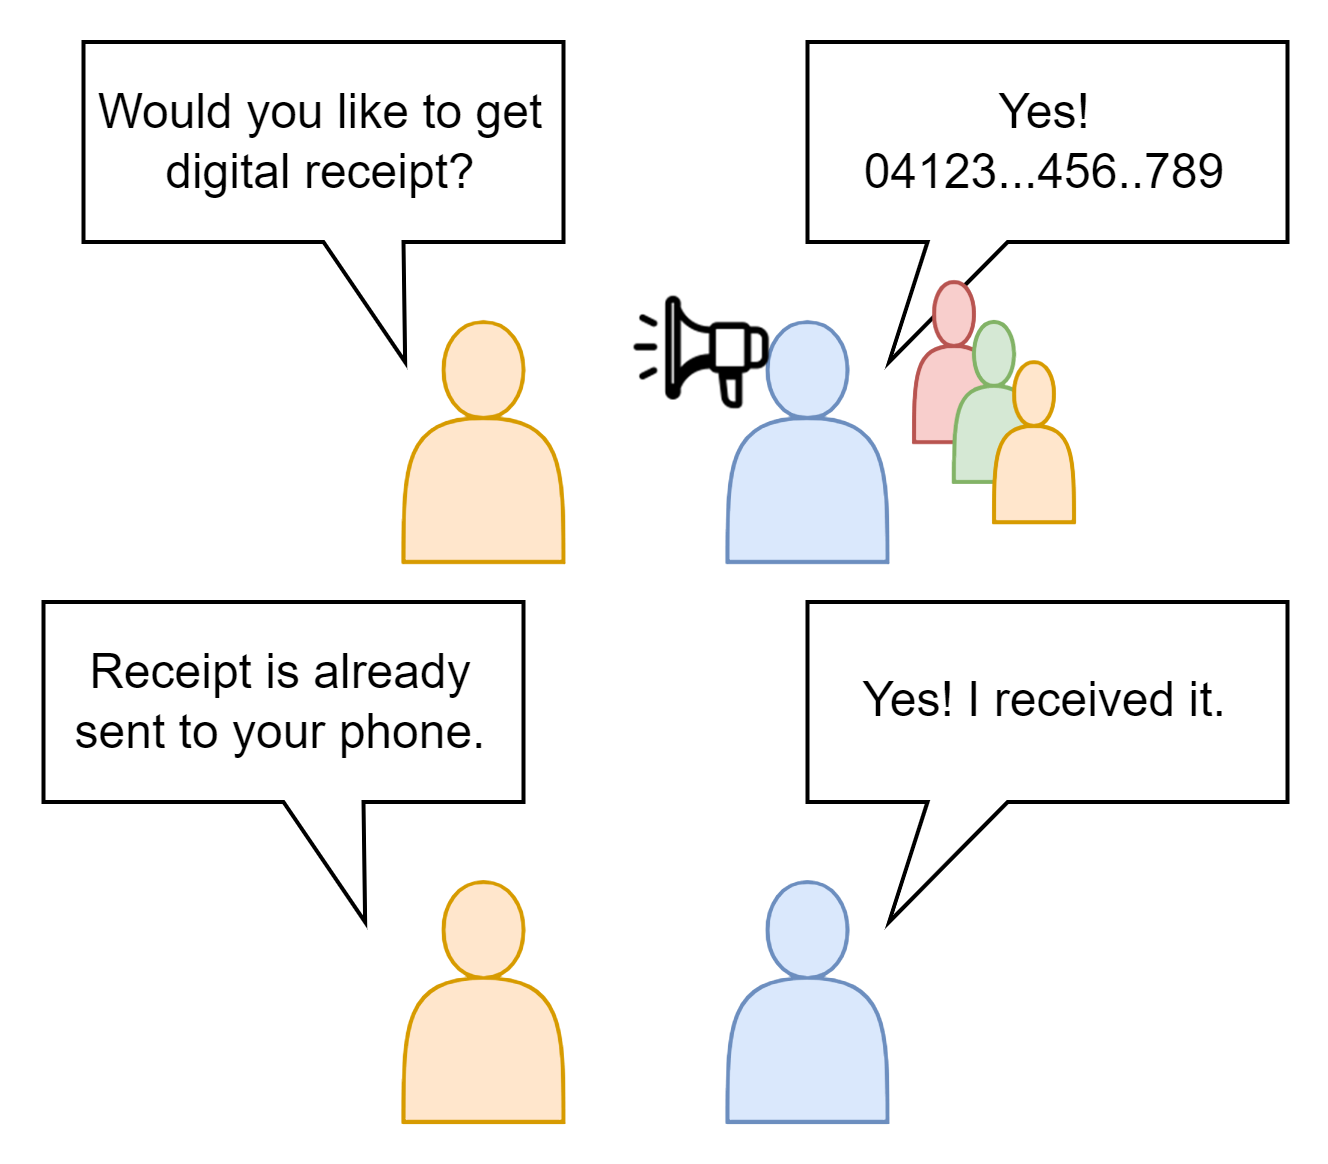 Would you like to get
digital receipt?
Yes!
04123...456..789
Receipt is already
sent to your phone.
Yes! I received it.